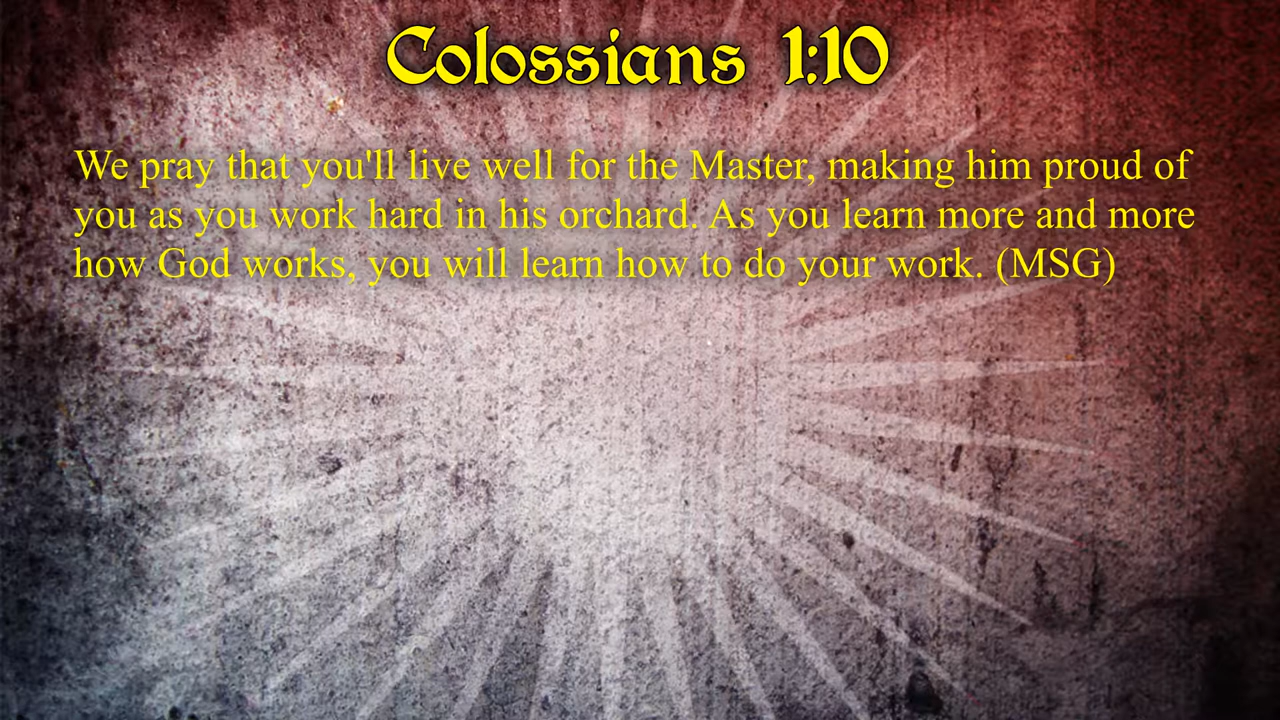 Colossians 1:10
We pray that you'll live well for the Master, making him proud of
you as you work hard in his orchard. As you learn more and more
how God works, you will learn how to do your work. (MSG)